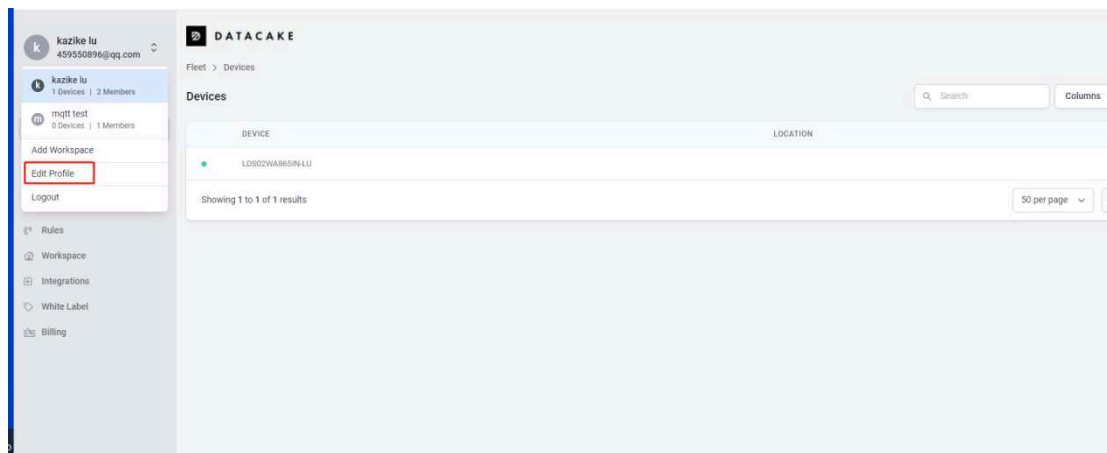 k
kazike lu
459550896@qq.com
k
kazike lu
1 Devices | 2 Members
m
mqtt test
0 Devices | 1 Members
Add Workspace
Edit Profile
Logout
Rules
Workspace
Integrations
White Label
Billing
DATACAKE
Fleet > Devices
Devices
Search
Columns
DEVICE
LOCATION
Showing 1 to 1 of 1 results
50 per page